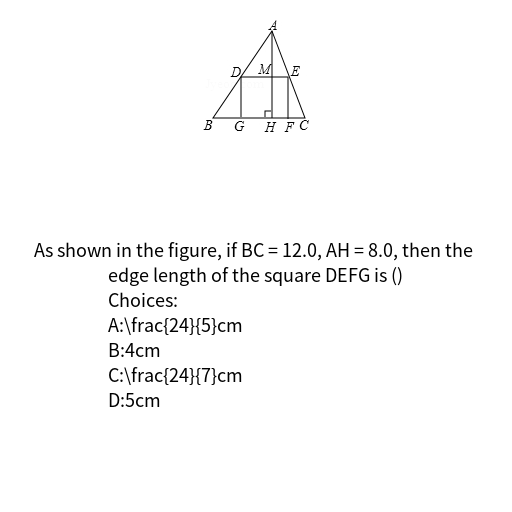 A
D M E
B G H F C
As shown in the figure, if BC = 12.0, AH = 8.0, then the
edge length of the square DEFG is ()
Choices:
A:\frac{24}{5}cm
B:4cm
C:\frac{24}{7}cm
D:5cm